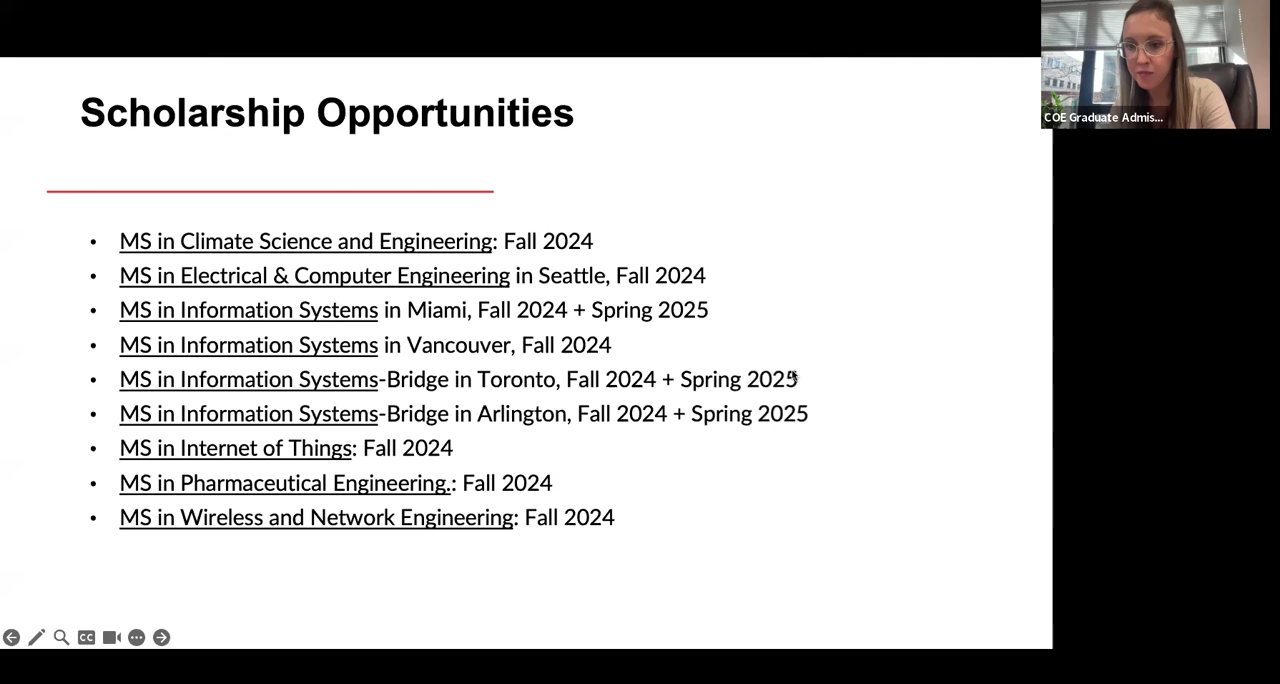 Scholarship Opportunities
COE Graduate Admis...
• MS in Climate Science and Engineering: Fall 2024
• MS in Electrical & Computer Engineering in Seattle, Fall 2024
• MS in Information Systems in Miami, Fall 2024 + Spring 2025
• MS in Information Systems in Vancouver, Fall 2024
• MS in Information Systems-Bridge in Toronto, Fall 2024 + Spring 2025
• MS in Information Systems-Bridge in Arlington, Fall 2024 + Spring 2025
• MS in Internet of Things: Fall 2024
• MS in Pharmaceutical Engineering.: Fall 2024
• MS in Wireless and Network Engineering: Fall 2024
CC